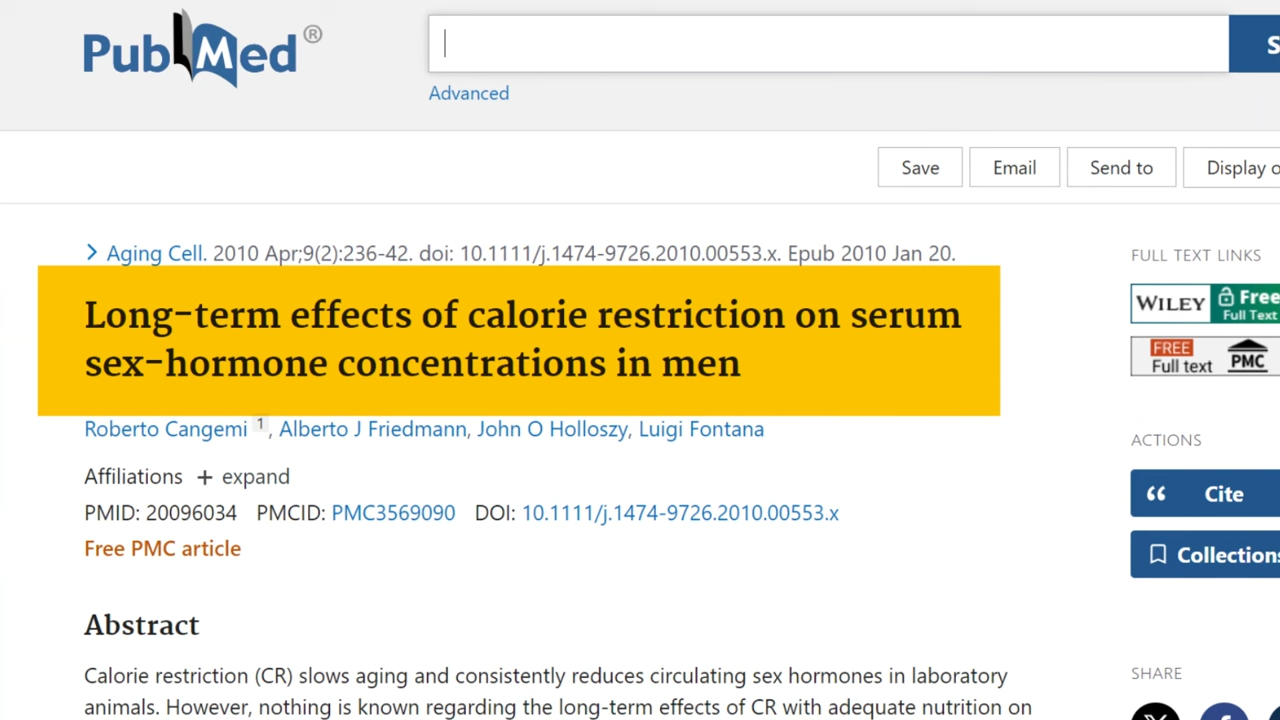 PubMed®
S
Advanced
Save Email Send to Display o
Aging Cell. 2010 Apr;9(2):236-42. doi: 10.1111/j.1474-9726.2010.00553.x. Epub 2010 Jan 20.
Long-term effects of calorie restriction on serum
sex-hormone concentrations in men
Roberto Cangemi 1, Alberto J Friedmann, John O Holloszy, Luigi Fontana
Affiliations + expand
PMID: 20096034 PMCID: PMC3569090 DOI: 10.1111/j.1474-9726.2010.00553.x
Free PMC article
Abstract
Calorie restriction (CR) slows aging and consistently reduces circulating sex hormones in laboratory
animals. However, nothing is known regarding the long-term effects of CR with adequate nutrition on
FULL TEXT LINKS
WILEY Free
Full Text
FREE
Full text PMC
ACTIONS
Cite
Collections
SHARE